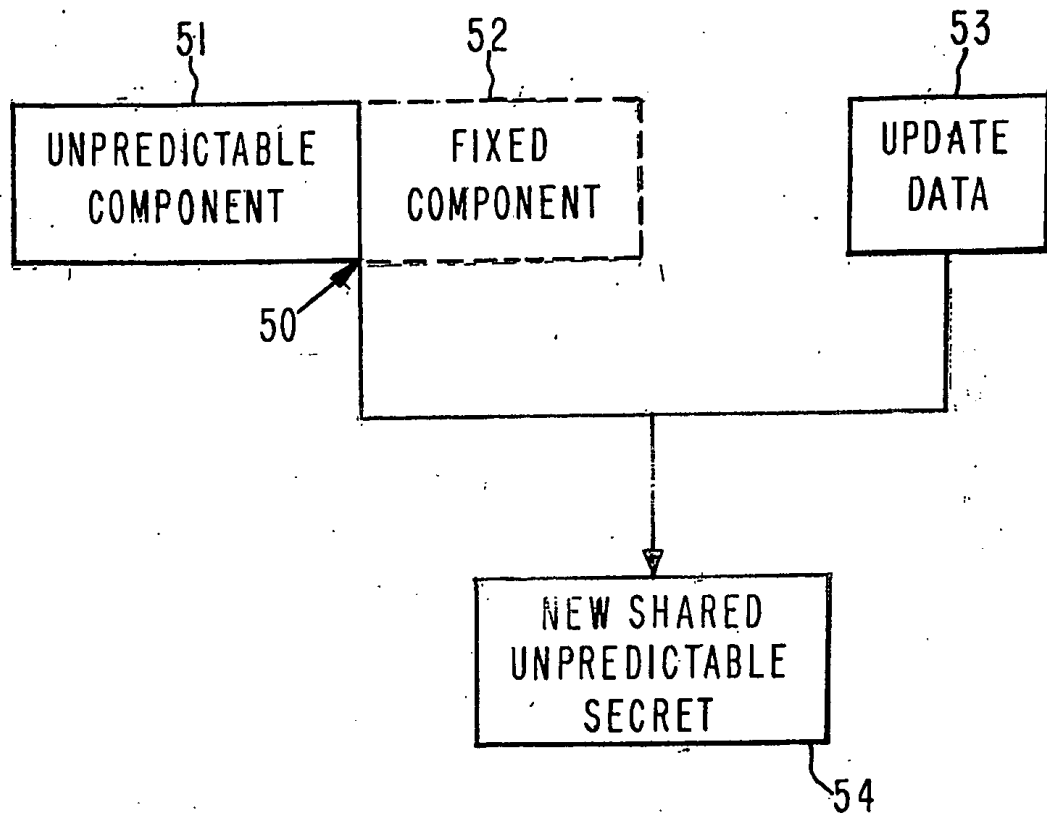 51
52
53
UNPREDICTABLE
COMPONENT
FIXED
COMPONENT
UPDATE
DATA
50
NEW SHARED
UNPREDICTABLE
SECRET
54